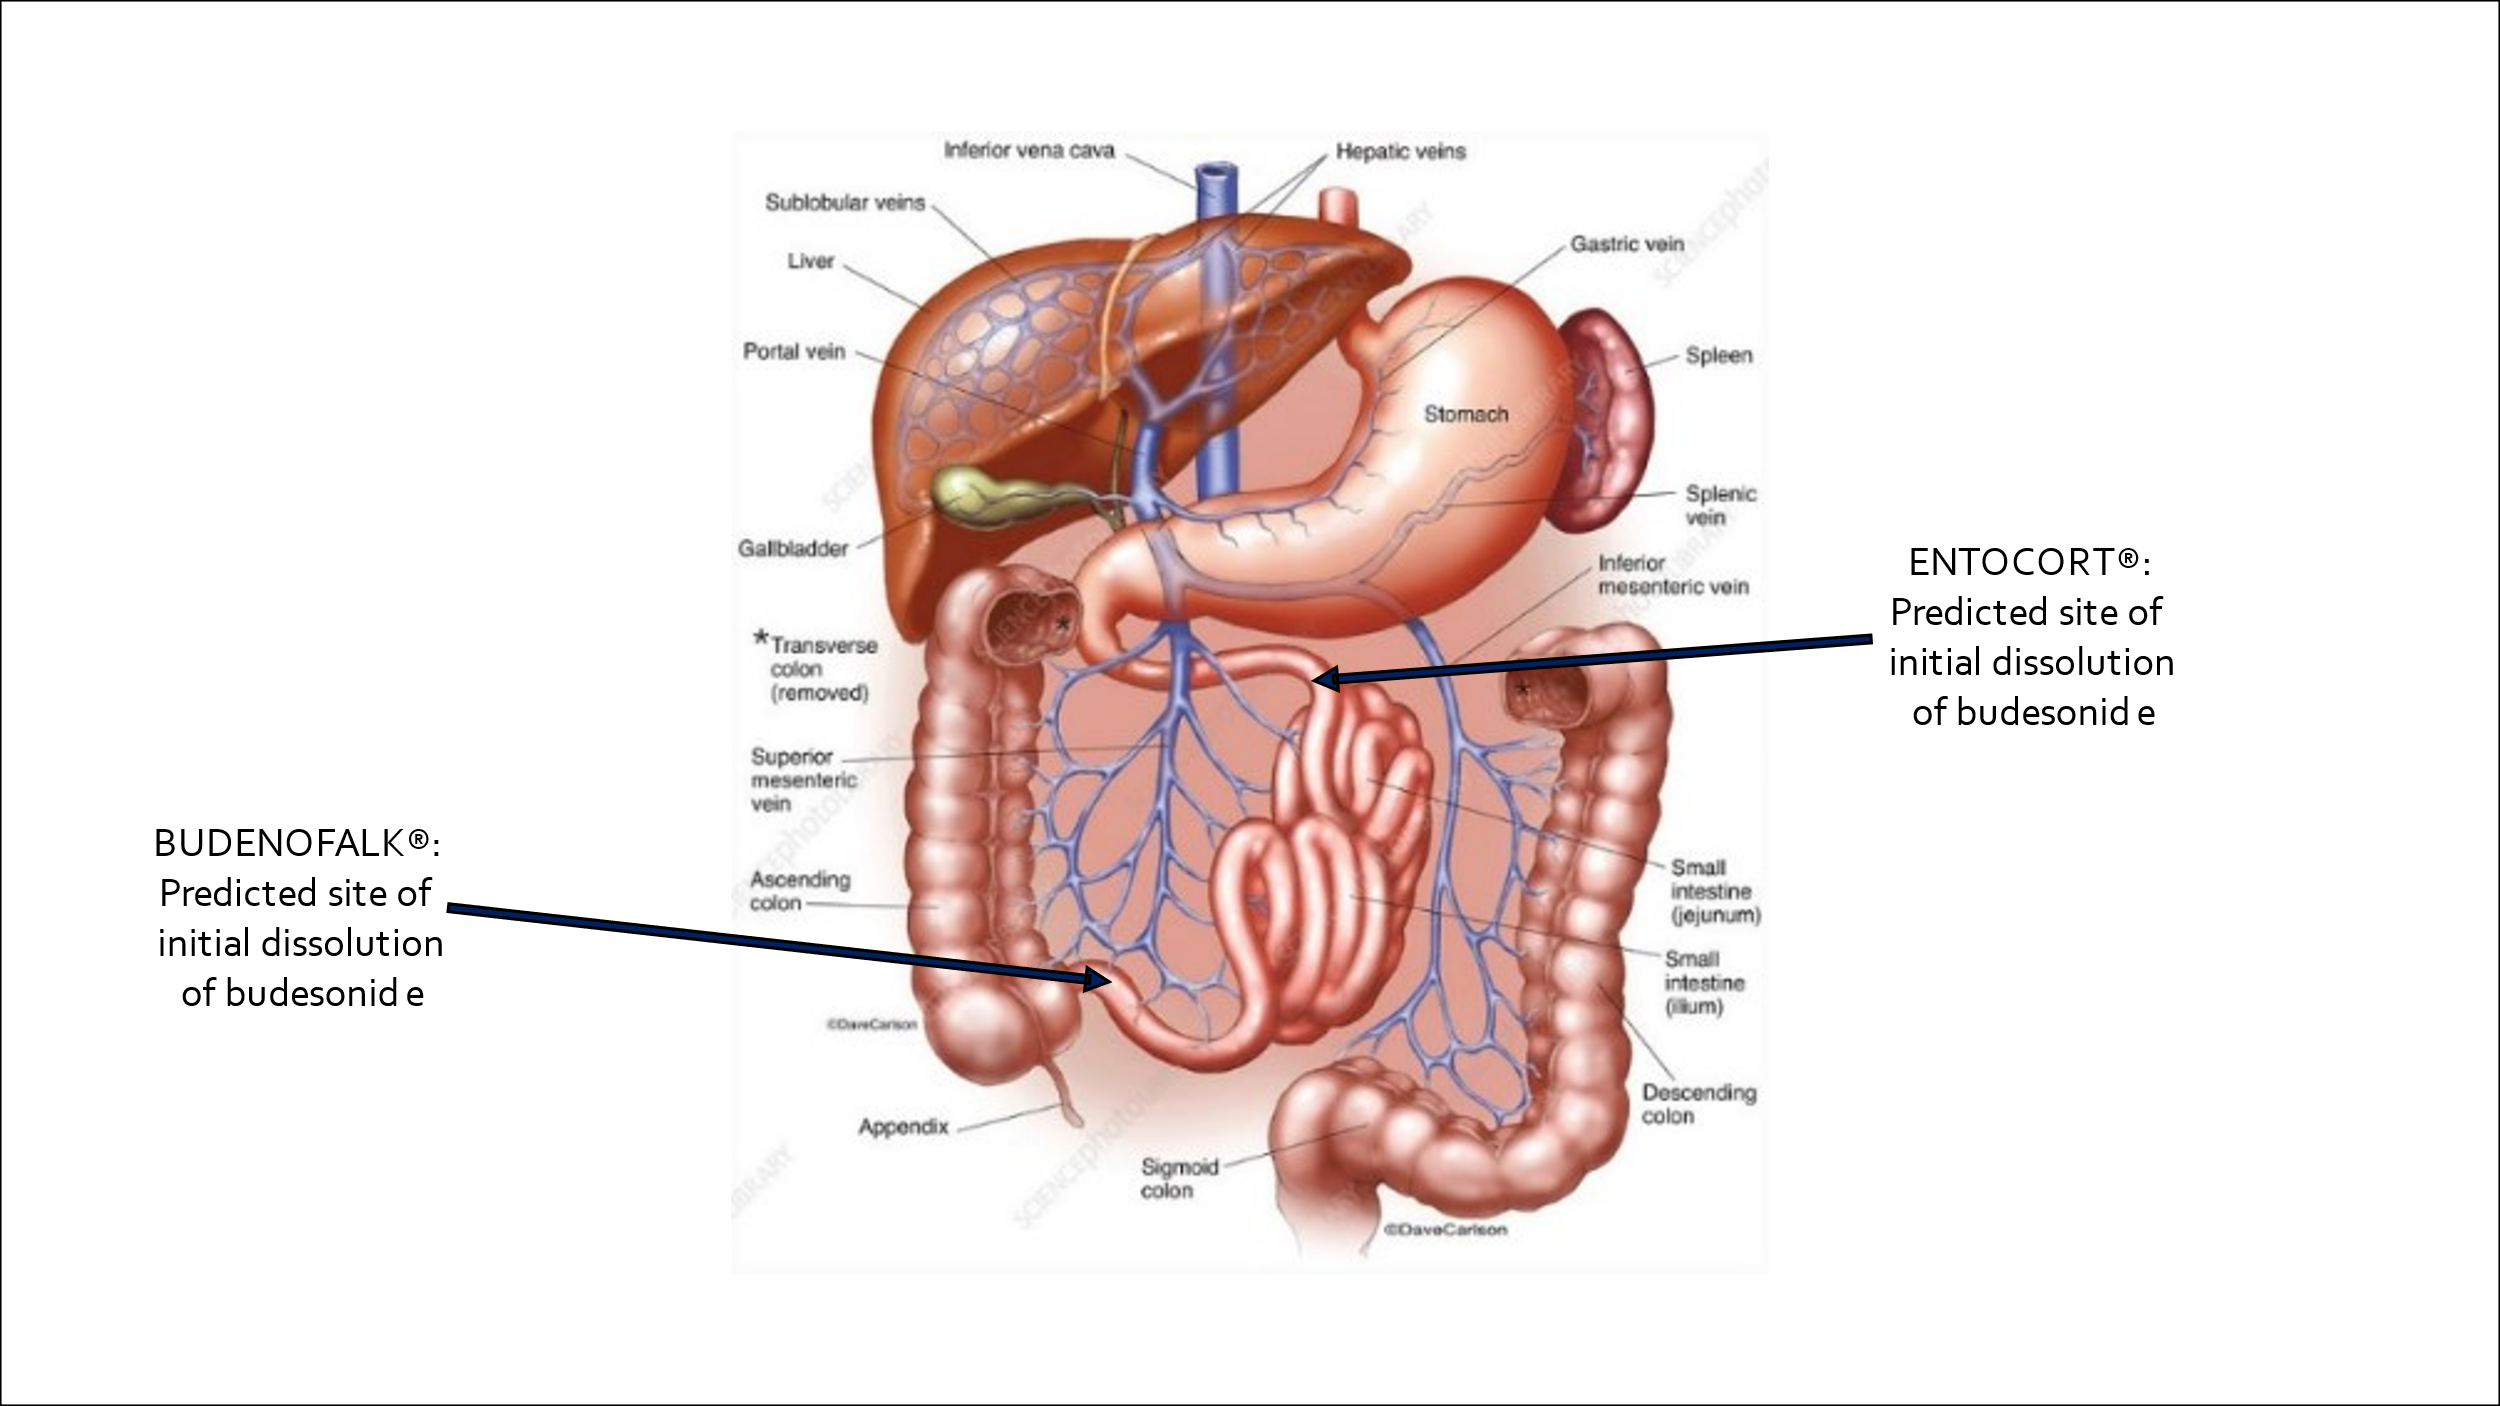 Inferior vena cava
Hepatic veins
Sublobular veins
Liver
Gastric vein
Portal vein
Spleen
Stomach
Splenic
vein
Gallbladder
Inferior
mesenteric vein
ENTOCORT®:
Predicted site of
initial dissolution
of budesonide
*
*Transverse
colon
(removed)
*
Superior
mesenteric
vein
BUDENOFALK®:
Predicted site of
initial dissolution
of budesonide
Ascending
colon
Small
intestine
(jejunum)
Small
intestine
(ilium)
©DaveCarlson
Descending
colon
Appendix
Sigmoid
colon
©DaveCarlson